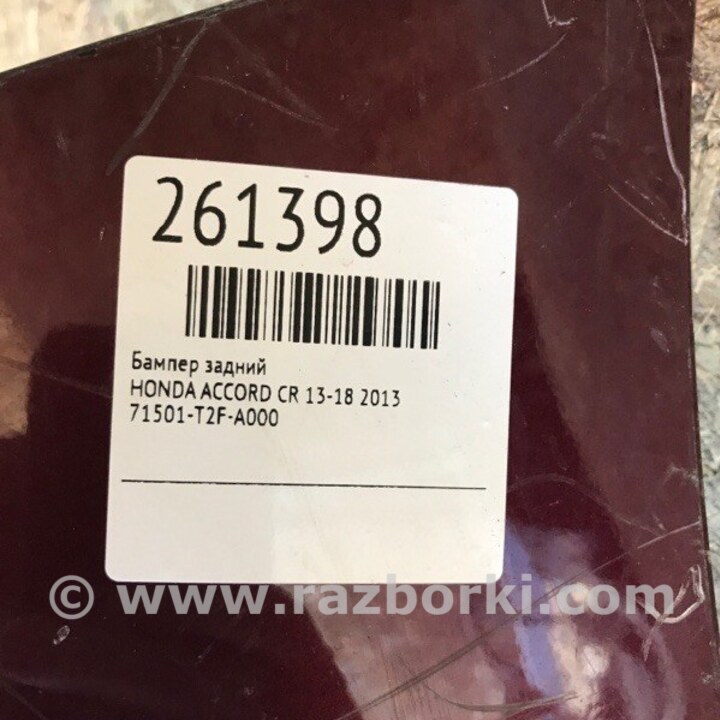 261398
Бампер задний
HONDA ACCORD CR 13-18 2013
71501-T2F-A000
© www.razborki.com